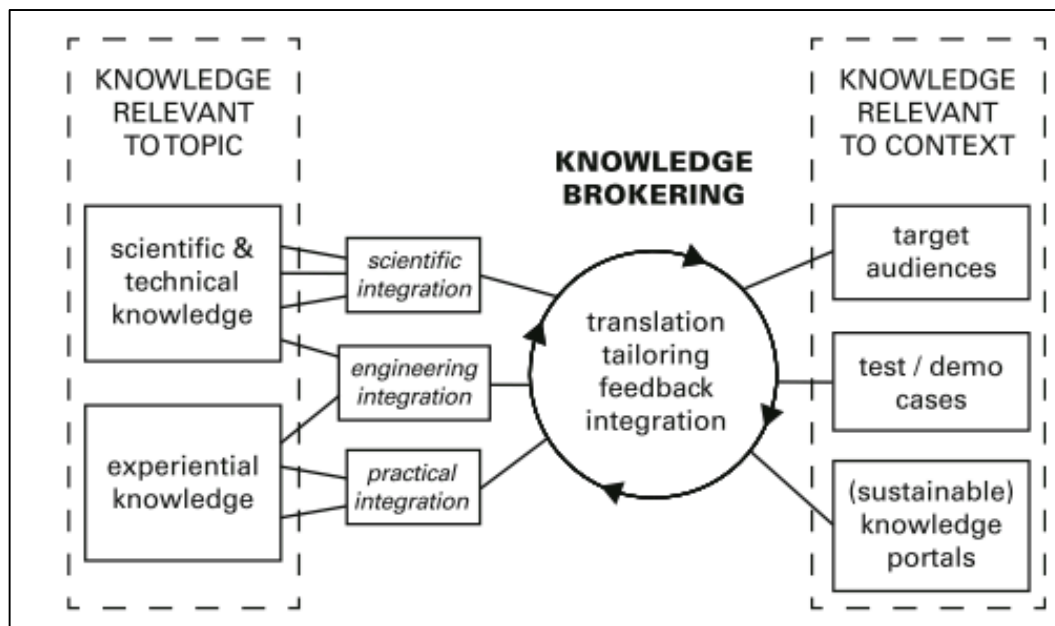 KNOWLEDGE
RELEVANT
TO TOPIC
scientific &
technical
knowledge
experiential
knowledge
scientific
integration
engineering
integration
practical
integration
KNOWLEDGE
BROKERING
translation
tailoring
feedback
integration
KNOWLEDGE
RELEVANT
TO CONTEXT
target
audiences
test / demo
cases
(sustainable)
knowledge
portals